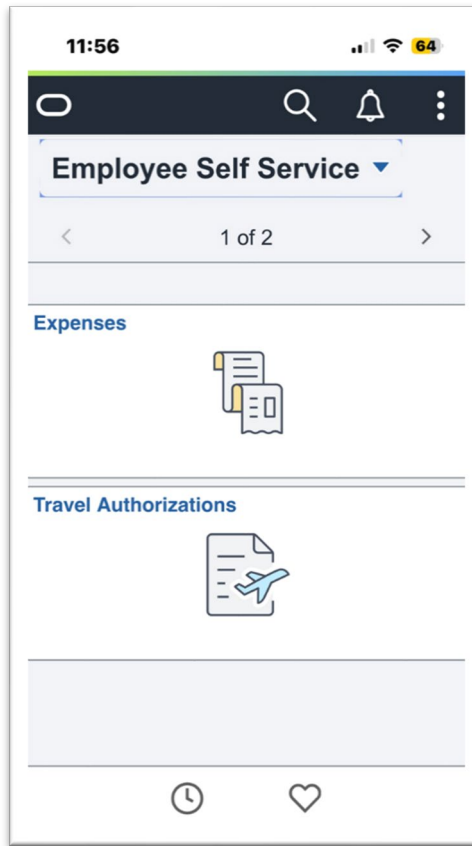 11:56
64
Employee Self Service
1 of 2
Expenses
Travel Authorizations